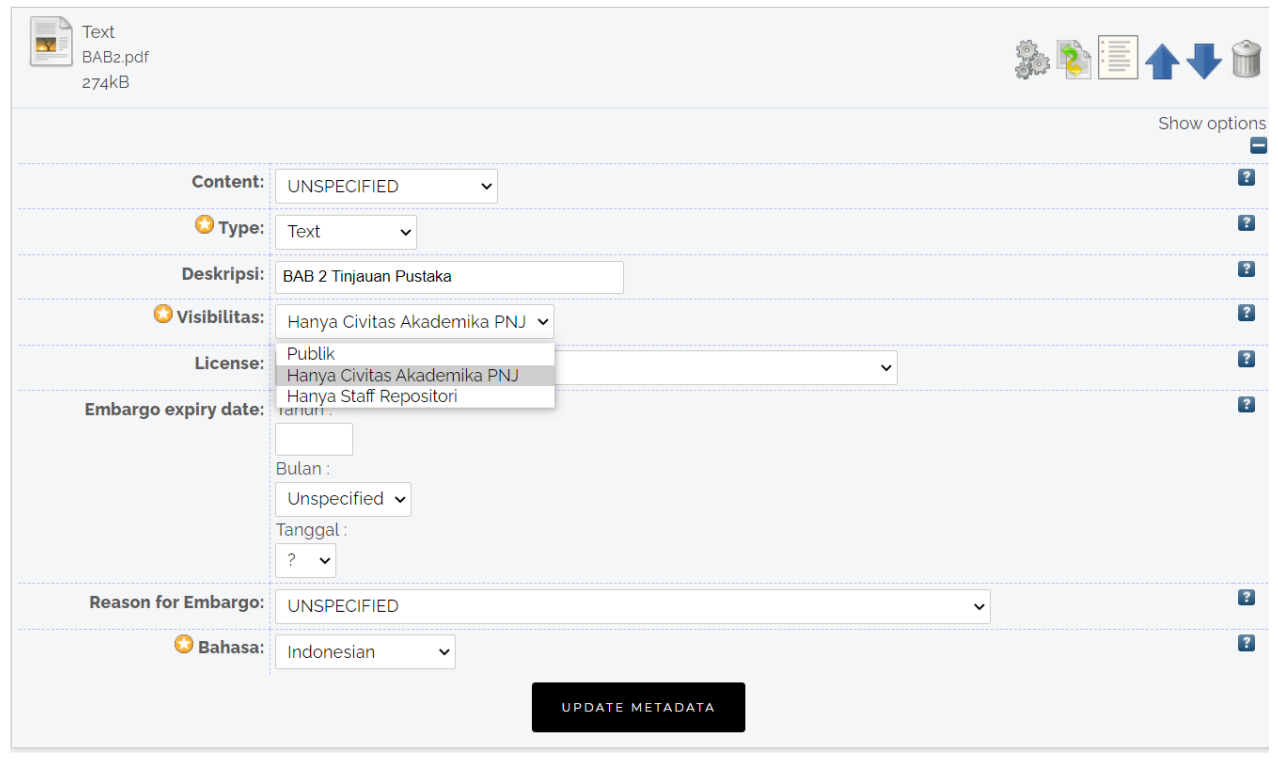 Text
BAB2.pdf
274kB
Show options
Content:
UNSPECIFIED
?
Type:
Text
?
Deskripsi:
BAB 2 Tinjauan Pustaka
?
Visibilitas:
Hanya Civitas Akademika PNJ
?
Publik
Hanya Civitas Akademika PNJ
Hanya Staff Repositori
License:
?
Embargo expiry date:
Tahun :
?
Bulan :
Unspecified
Tanggal :
?
Reason for Embargo:
UNSPECIFIED
?
Bahasa:
Indonesian
?
UPDATE METADATA